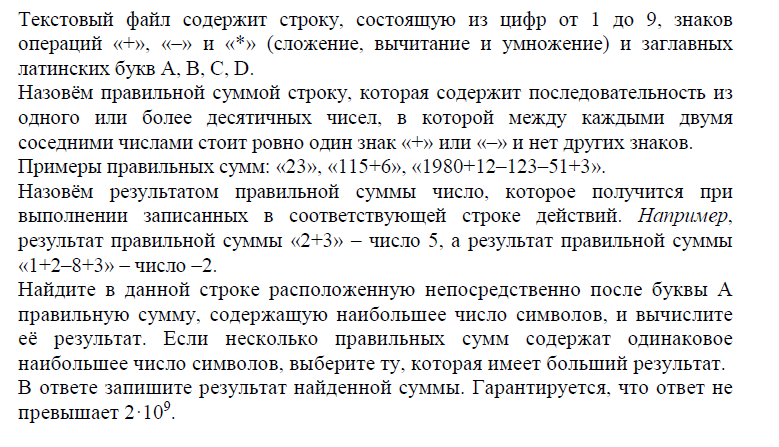 Текстовый файл содержит строку, состоящую из цифр от 1 до 9, знаков
операций «+», «–» и «*» (сложение, вычитание и умножение) и заглавных
латинских букв A, B, C, D.
Назовём правильной суммой строку, которая содержит последовательность из
одного или более десятичных чисел, в которой между каждыми двумя
соседними числами стоит ровно один знак «+» или «–» и нет других знаков.
Примеры правильных сумм: «23», «115+6», «1980+12–123–51+3».
Назовём результатом правильной суммы число, которое получится при
выполнении записанных в соответствующей строке действий. Например,
результат правильной суммы «2+3» – число 5, а результат правильной суммы
«1+2–8+3» – число –2.
Найдите в данной строке расположенную непосредственно после буквы A
правильную сумму, содержащую наибольшее число символов, и вычислите
её результат. Если несколько правильных сумм содержат одинаковое
наибольшее число символов, выберите ту, которая имеет больший результат.
В ответе запишите результат найденной суммы. Гарантируется, что ответ не
превышает 2·10⁹.